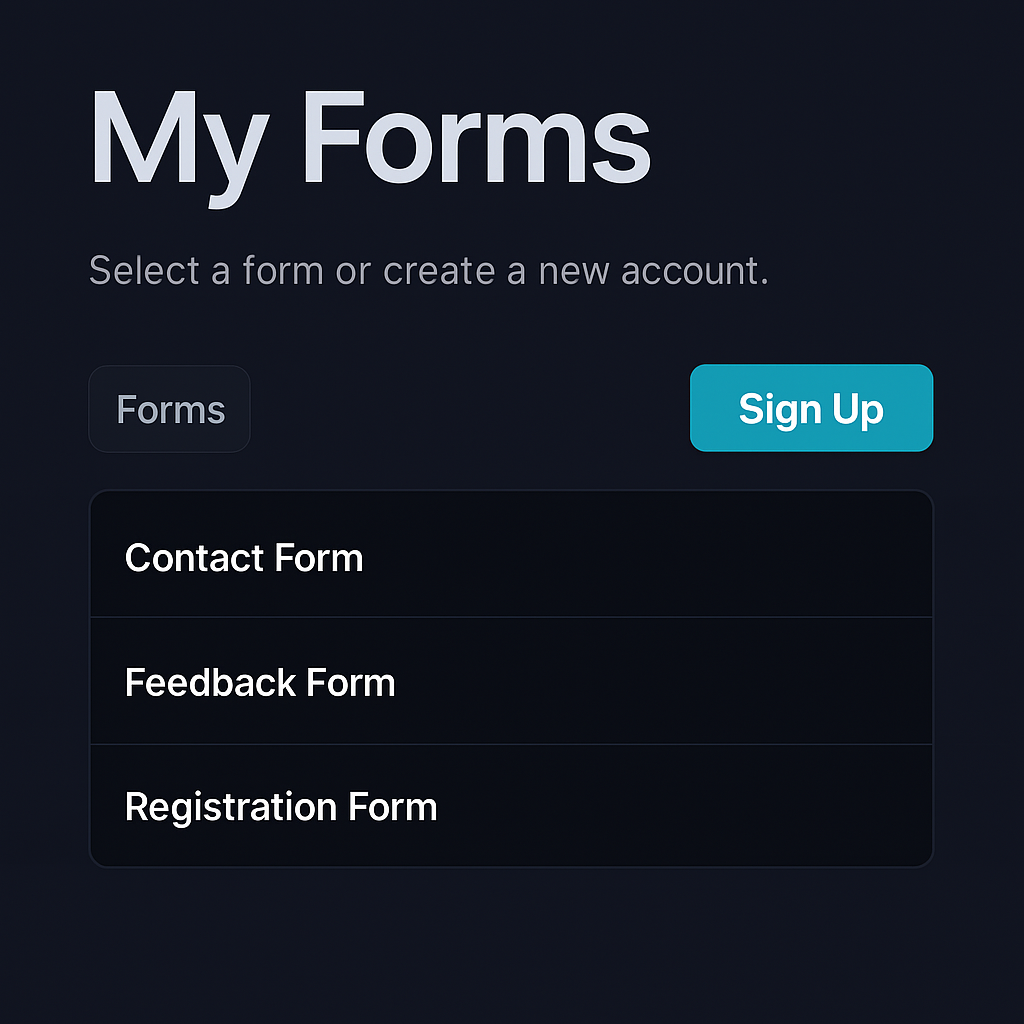 My Forms
Select a form or create a new account.
Forms
Sign Up
Contact Form
Feedback Form
Registration Form